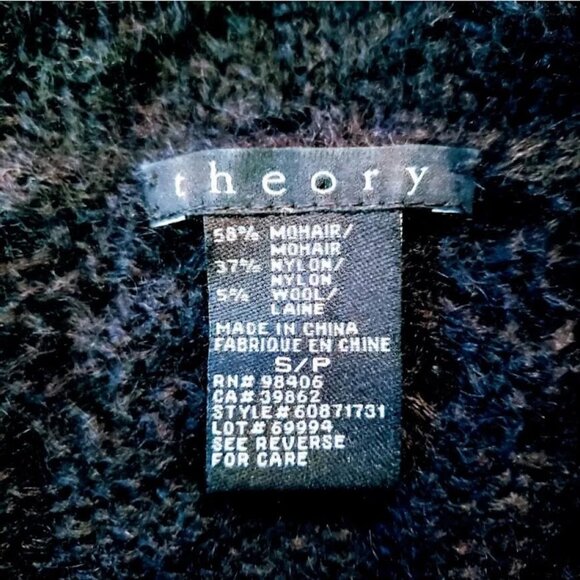 theory
58% MOHAIR/
MOHAIR
37% NYLON/
NYLON
5% WOOL/
LAINE
MADE IN CHINA
FABRIQUE EN CHINE
S/P
RN# 98406
CA# 39862
STYLE#60871731
LOT# 69994
SEE REVERSE
FOR CARE